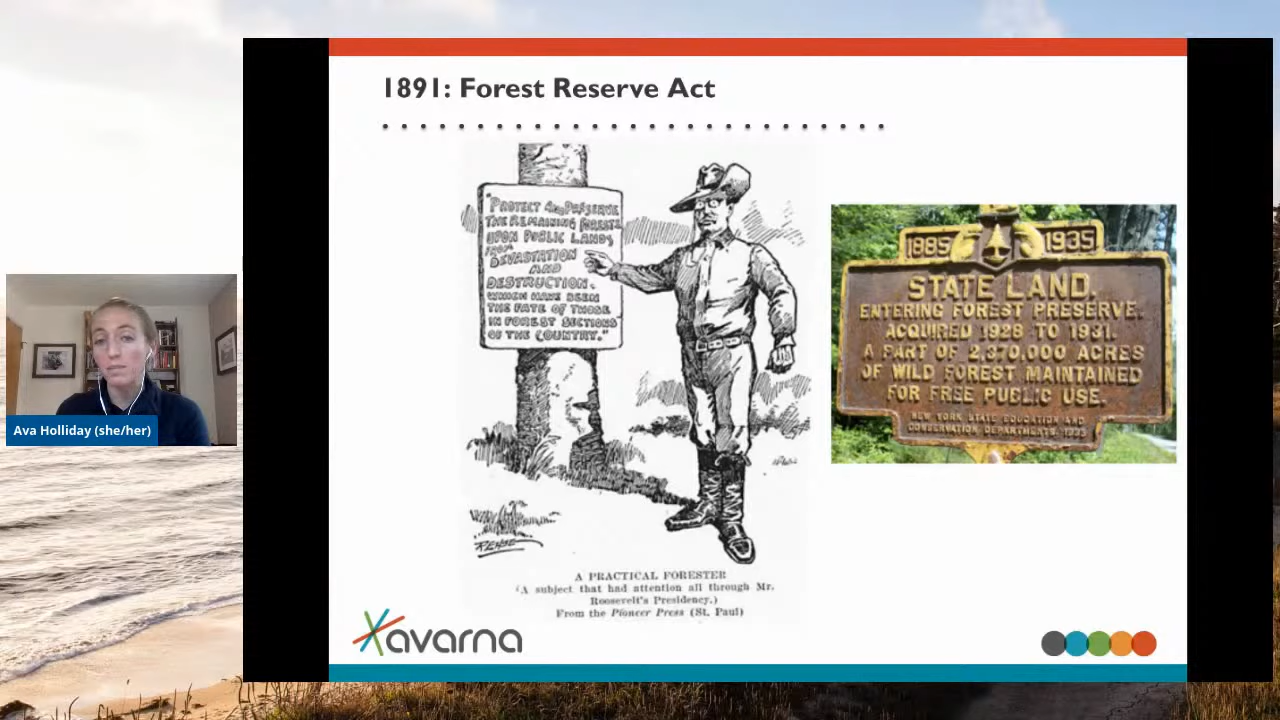 1891: Forest Reserve Act
"PROTECT AND PRESERVE
THE REMAINING FORESTS
UPON PUBLIC LANDS
FROM
DEVASTATION
AND
DESTRUCTION,
WHICH HAVE BEEN
THE FATE OF THOSE
IN FOREST SECTIONS
OF THE COUNTRY."
A PRACTICAL FORESTER
(A subject that had attention all through Mr.
Roosevelt's Presidency.)
From the Pioneer Press (St. Paul)
1885 1935
STATE LAND.
ENTERING FOREST PRESERVE.
ACQUIRED 1928 TO 1931.
A PART OF 2,370,000 ACRES
OF WILD FOREST MAINTAINED
FOR FREE PUBLIC USE.
NEW YORK STATE EDUCATION AND
CONSERVATION DEPARTMENTS, 1935
avarna
Ava Holliday (she/her)